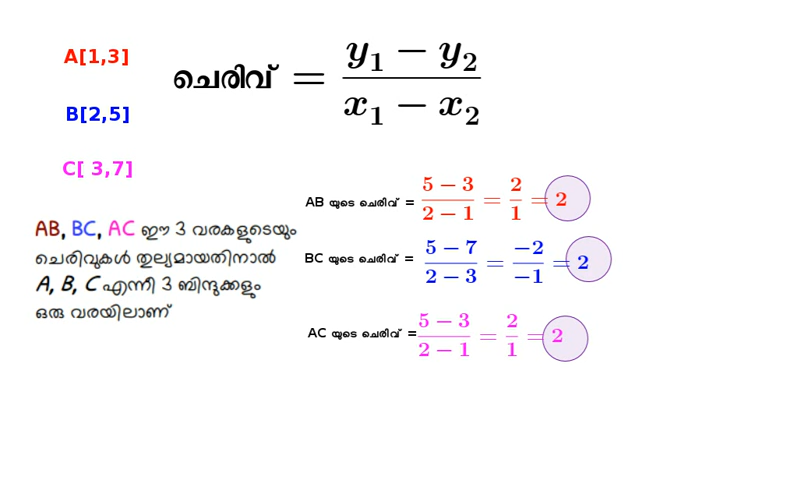 A[1,3]
ചെരിവ് = y₁ − y₂ / x₁ − x₂
B[2,5]
C[ 3,7]
AB യുടെ ചെരിവ് = 5 − 3 / 2 − 1 = 2 / 1 = 2
BC യുടെ ചെരിവ് = 5 − 7 / 2 − 3 = −2 / −1 = 2
AC യുടെ ചെരിവ് = 5 − 3 / 2 − 1 = 2 / 1 = 2
AB, BC, AC ഈ 3 വരകളുടെയും
ചെരിവുകൾ തുല്യമായതിനാൽ
A, B, C എന്നീ 3 ബിന്ദുക്കളും
ഒരു വരയിലാണ്